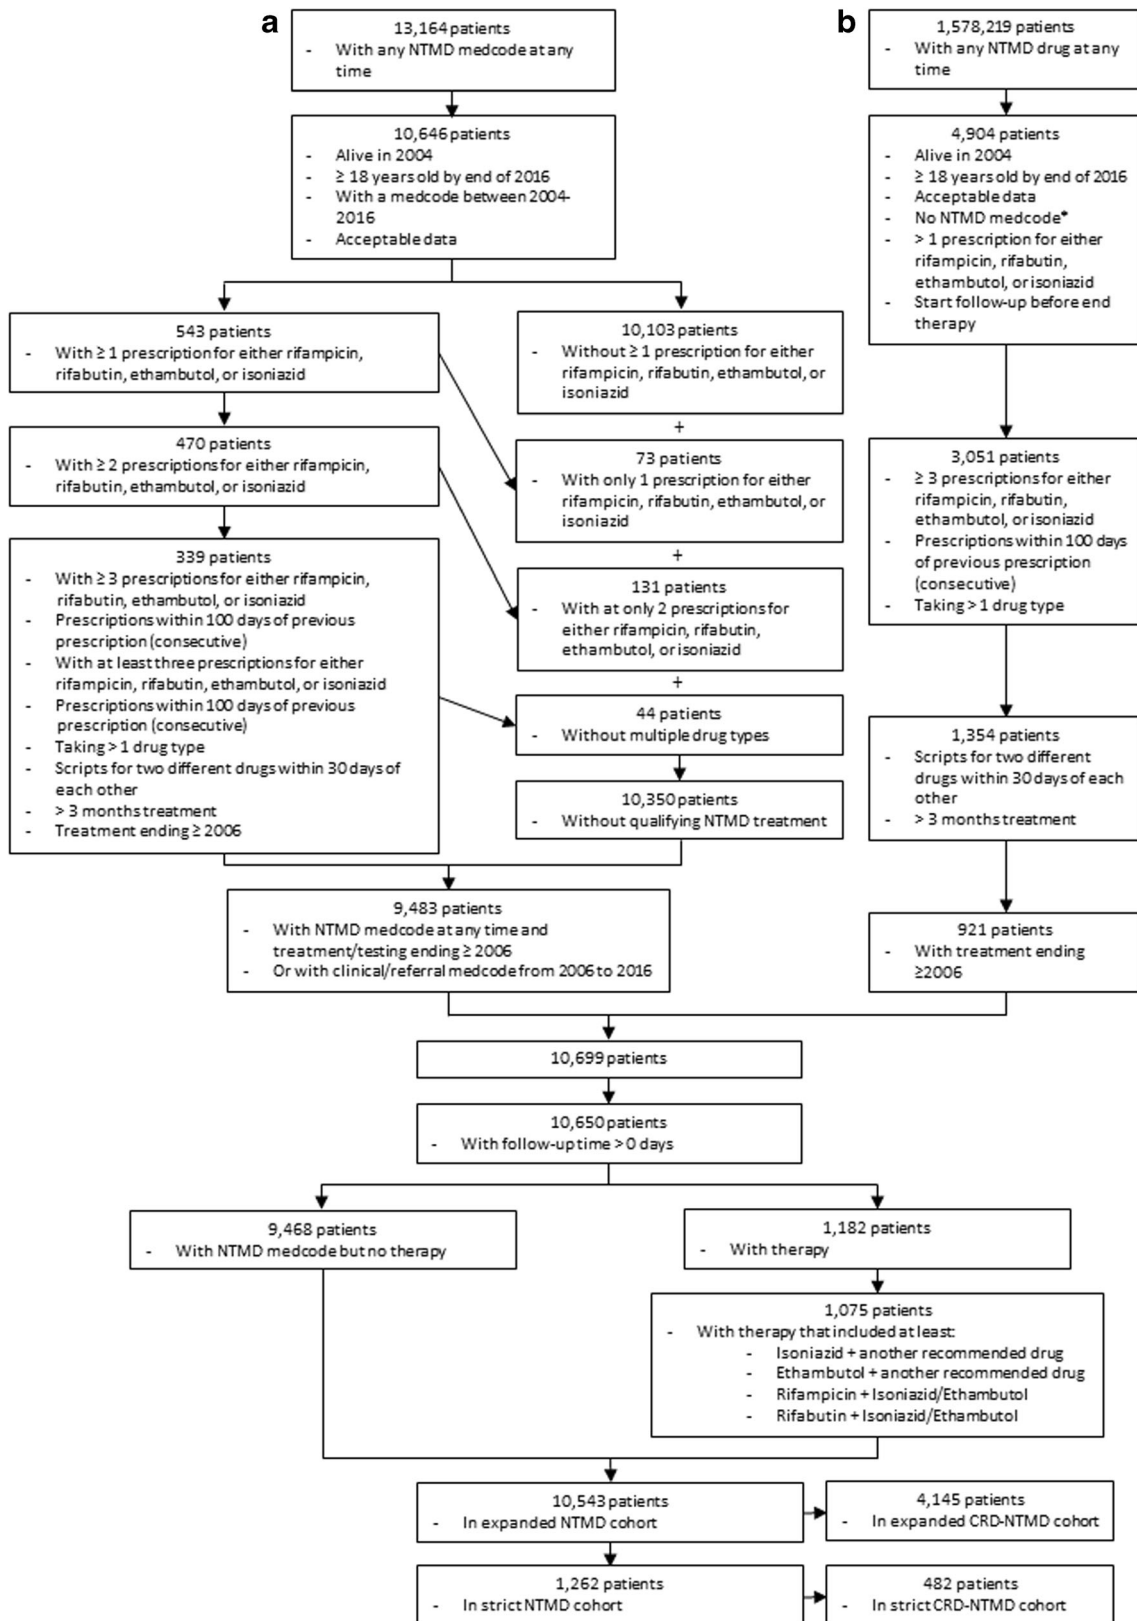 a
13,164 patients
- With any NTMD medcode at any
time
10,646 patients
- Alive in 2004
- ≥ 18 years old by end of 2016
- With a medcode between 2004-
2016
- Acceptable data
543 patients
- With ≥ 1 prescription for either rifampicin,
rifabutin, ethambutol, or isoniazid
10,103 patients
- Without ≥ 1 prescription for either
rifampicin, rifabutin, ethambutol, or
isoniazid
+
470 patients
- With ≥ 2 prescriptions for either rifampicin,
rifabutin, ethambutol, or isoniazid
73 patients
- With only 1 prescription for either
rifampicin, rifabutin, ethambutol, or
isoniazid
+
339 patients
- With ≥ 3 prescriptions for either rifampicin,
rifabutin, ethambutol, or isoniazid
- Prescriptions within 100 days of previous
prescription (consecutive)
- With at least three prescriptions for either
rifampicin, rifabutin, ethambutol, or isoniazid
- Prescriptions within 100 days of previous
prescription (consecutive)
- Taking > 1 drug type
- Scripts for two different drugs within 30 days of
each other
- > 3 months treatment
- Treatment ending ≥ 2006
131 patients
- With at only 2 prescriptions for
either rifampicin, rifabutin,
ethambutol, or isoniazid
+
44 patients
- Without multiple drug types
10,350 patients
- Without qualifying NTMD treatment
9,483 patients
- With NTMD medcode at any time and
treatment/testing ending ≥ 2006
- Or with clinical/referral medcode from 2006 to 2016
b
1,578,219 patients
- With any NTMD drug at any
time
4,904 patients
- Alive in 2004
- ≥ 18 years old by end of 2016
- Acceptable data
- No NTMD medcode*
- > 1 prescription for either
rifampicin, rifabutin,
ethambutol, or isoniazid
- Start follow-up before end
therapy
3,051 patients
- ≥ 3 prescriptions for either
rifampicin, rifabutin,
ethambutol, or isoniazid
- Prescriptions within 100 days
of previous prescription
(consecutive)
- Taking > 1 drug type
1,354 patients
- Scripts for two different
drugs within 30 days of each
other
- > 3 months treatment
921 patients
- With treatment ending
≥2006
10,699 patients
10,650 patients
- With follow-up time > 0 days
9,468 patients
- With NTMD medcode but no therapy
1,182 patients
- With therapy
1,075 patients
- With therapy that included at least:
- Isoniazid + another recommended drug
- Ethambutol + another recommended drug
- Rifampicin + Isoniazid/Ethambutol
- Rifabutin + Isoniazid/Ethambutol
10,543 patients
- In expanded NTMD cohort
4,145 patients
- In expanded CRD-NTMD cohort
1,262 patients
- In strict NTMD cohort
482 patients
- In strict CRD-NTMD cohort